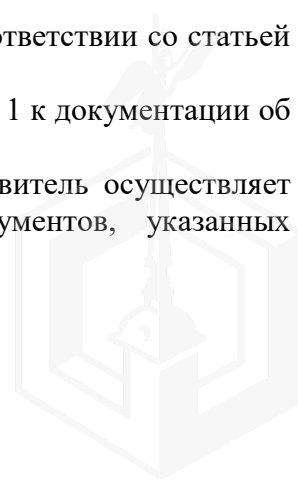 ответствии со статьей
1 к документации об
витель осуществляет
ументов, указанных